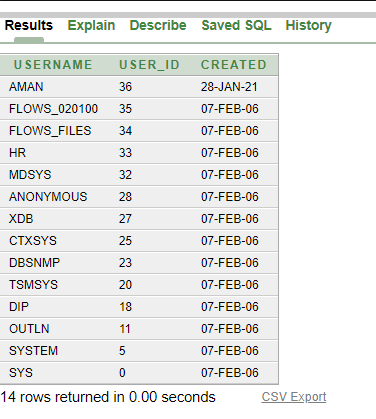 Results Explain Describe Saved SQL History
USERNAME USER_ID CREATED
AMAN 36 28-JAN-21
FLOWS_020100 35 07-FEB-06
FLOWS_FILES 34 07-FEB-06
HR 33 07-FEB-06
MDSYS 32 07-FEB-06
ANONYMOUS 28 07-FEB-06
XDB 27 07-FEB-06
CTXSYS 25 07-FEB-06
DBSNMP 23 07-FEB-06
TSMSYS 20 07-FEB-06
DIP 18 07-FEB-06
OUTLN 11 07-FEB-06
SYSTEM 5 07-FEB-06
SYS 0 07-FEB-06
14 rows returned in 0.00 seconds CSV Export